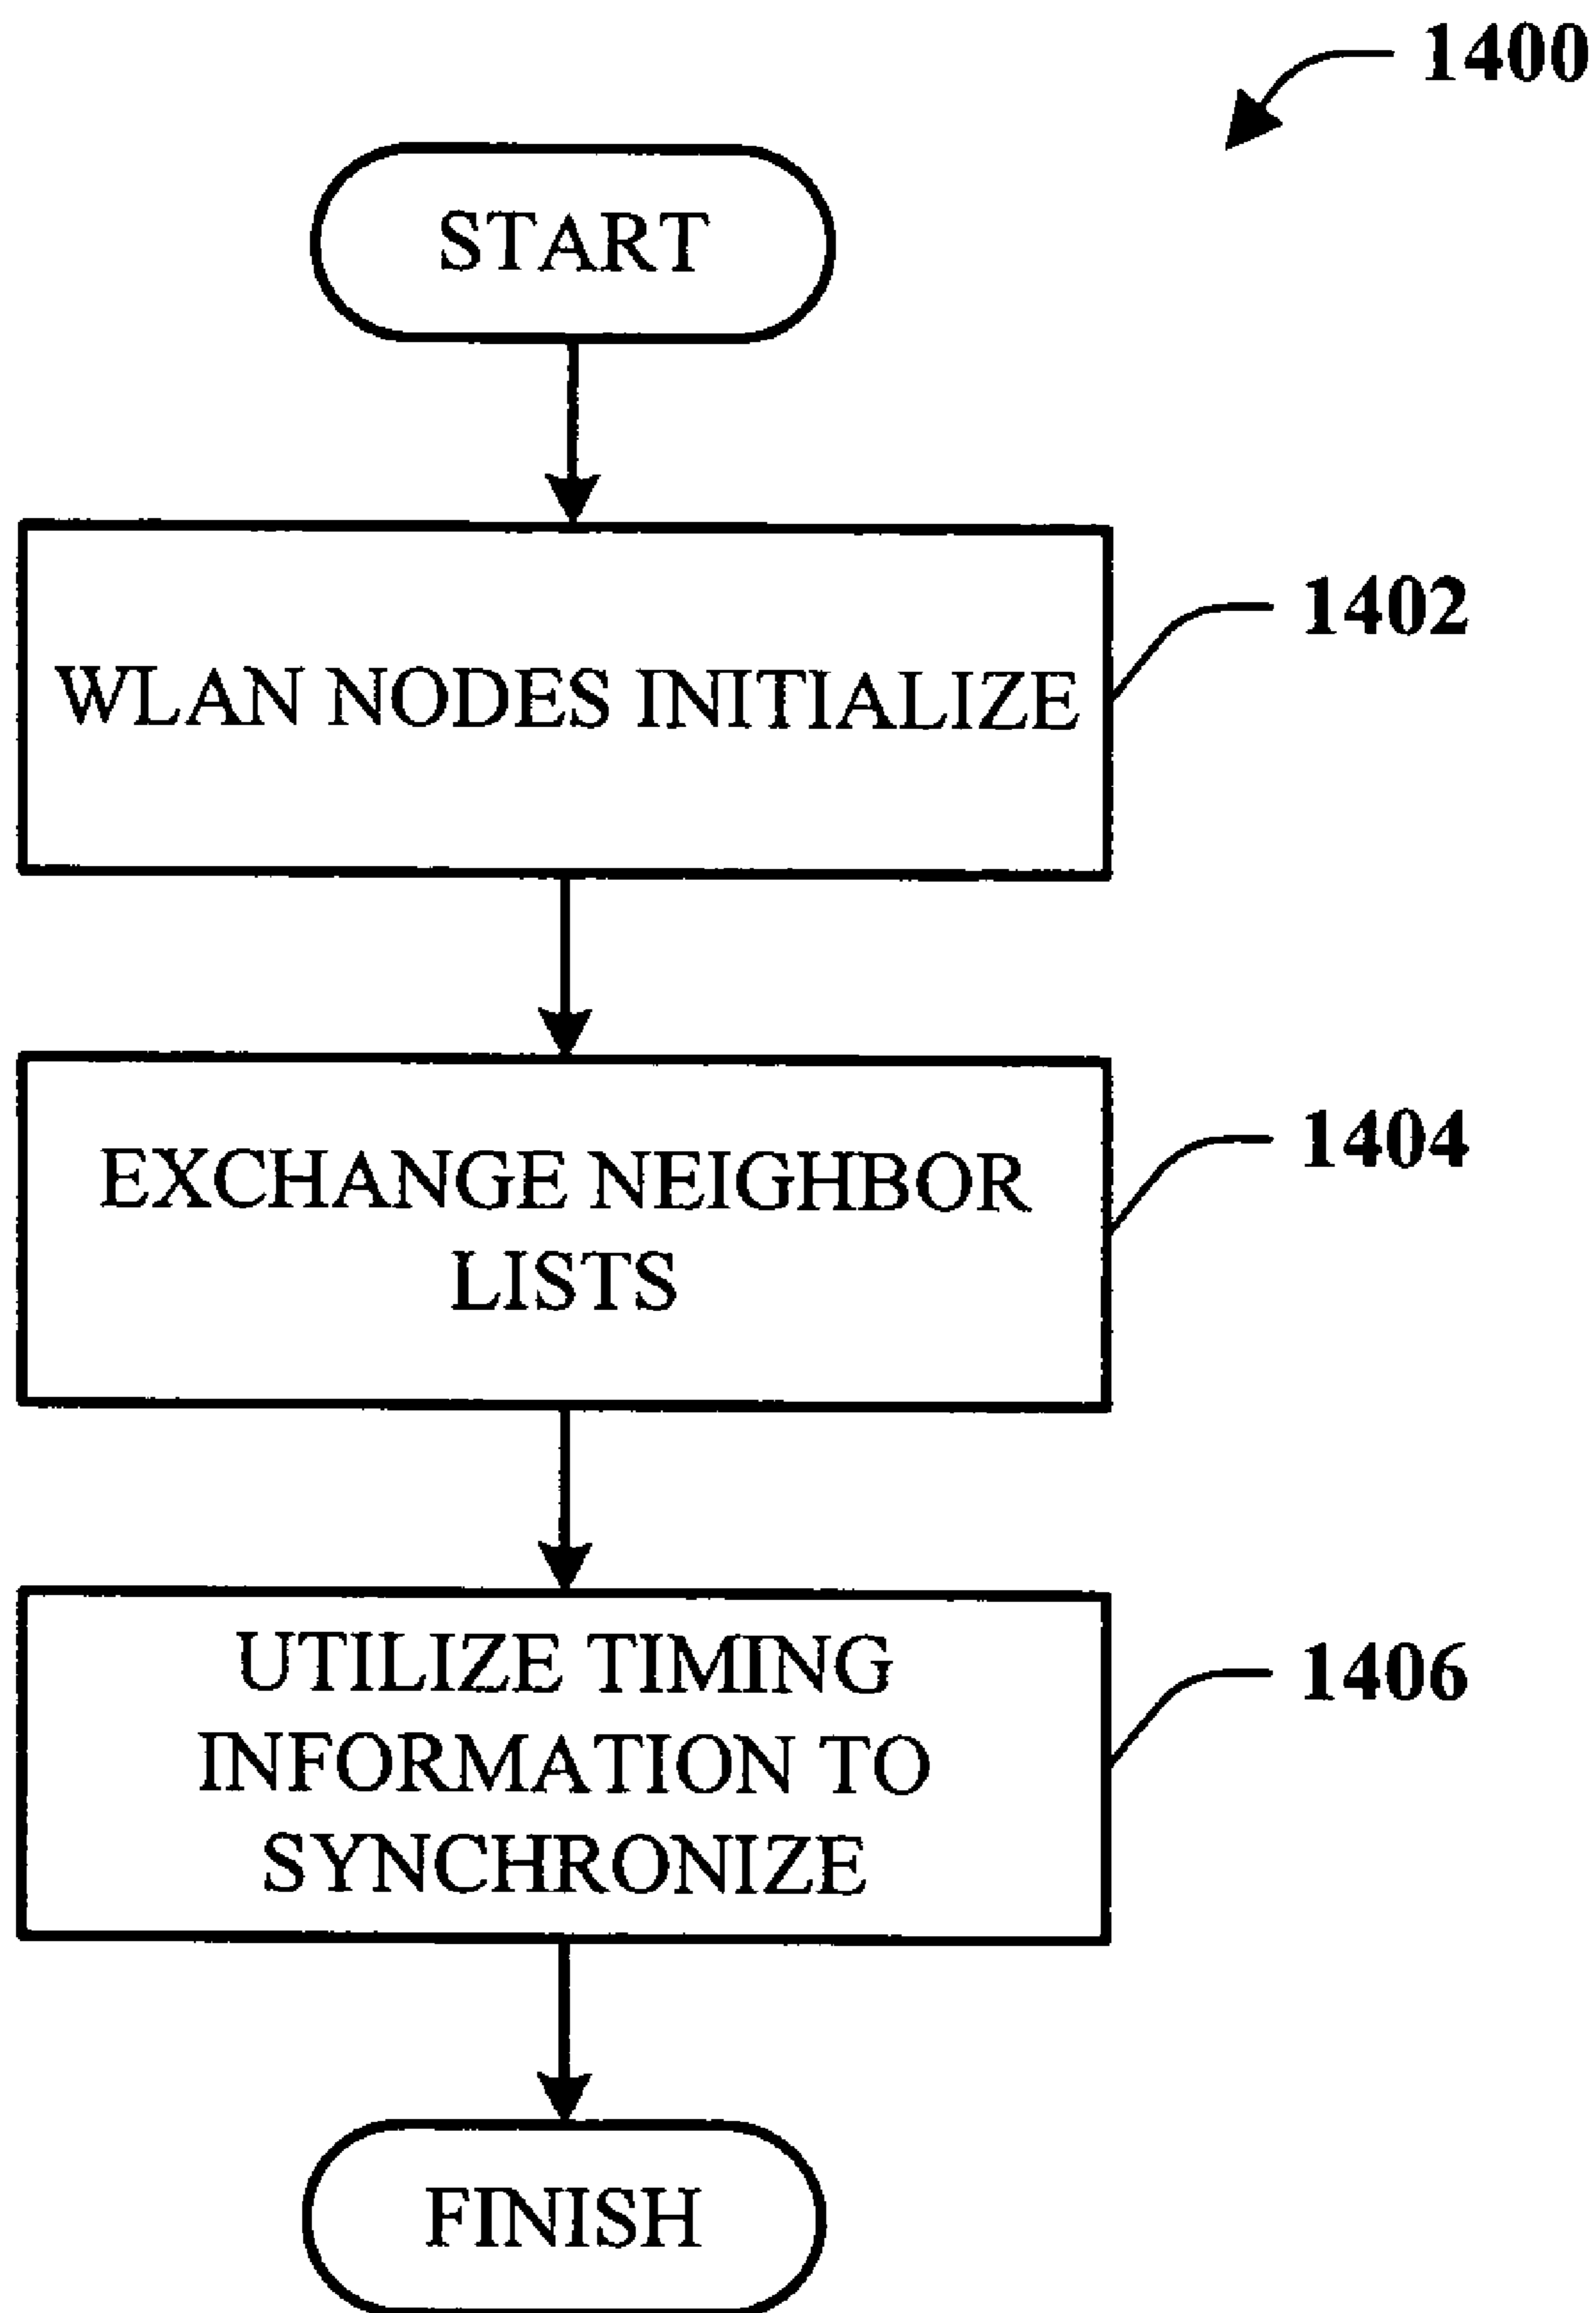 1400
START
WLAN NODES INITIALIZE
1402
EXCHANGE NEIGHBOR
LISTS
1404
UTILIZE TIMING
INFORMATION TO
SYNCHRONIZE
1406
FINISH